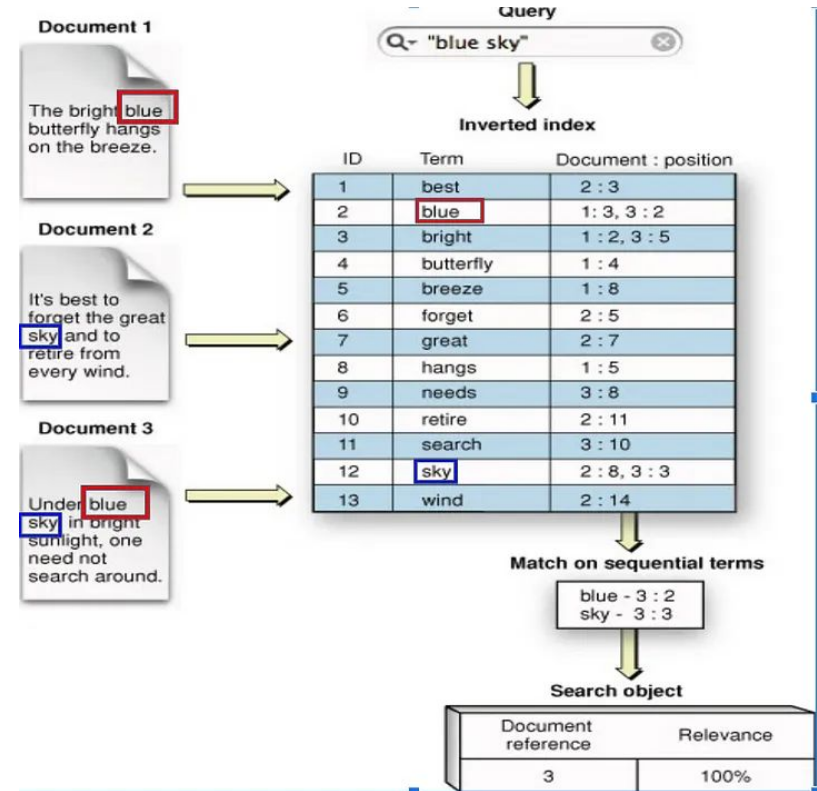 Document 1
The bright blue
butterfly hangs
on the breeze.
Document 2
It's best to
forget the great
sky and to
retire from
every wind.
Document 3
Under blue
sky, in bright
sunlight, one
need not
search around.
Query
"blue sky"
Inverted index
ID Term Document : position
1 best 2 : 3
2 blue 1: 3, 3 : 2
3 bright 1 : 2, 3 : 5
4 butterfly 1 : 4
5 breeze 1 : 8
6 forget 2 : 5
7 great 2 : 7
8 hangs 1 : 5
9 needs 3 : 8
10 retire 2 : 11
11 search 3 : 10
12 sky 2 : 8, 3 : 3
13 wind 2 : 14
Match on sequential terms
blue - 3 : 2
sky - 3 : 3
Search object
Document reference Relevance
3 100%